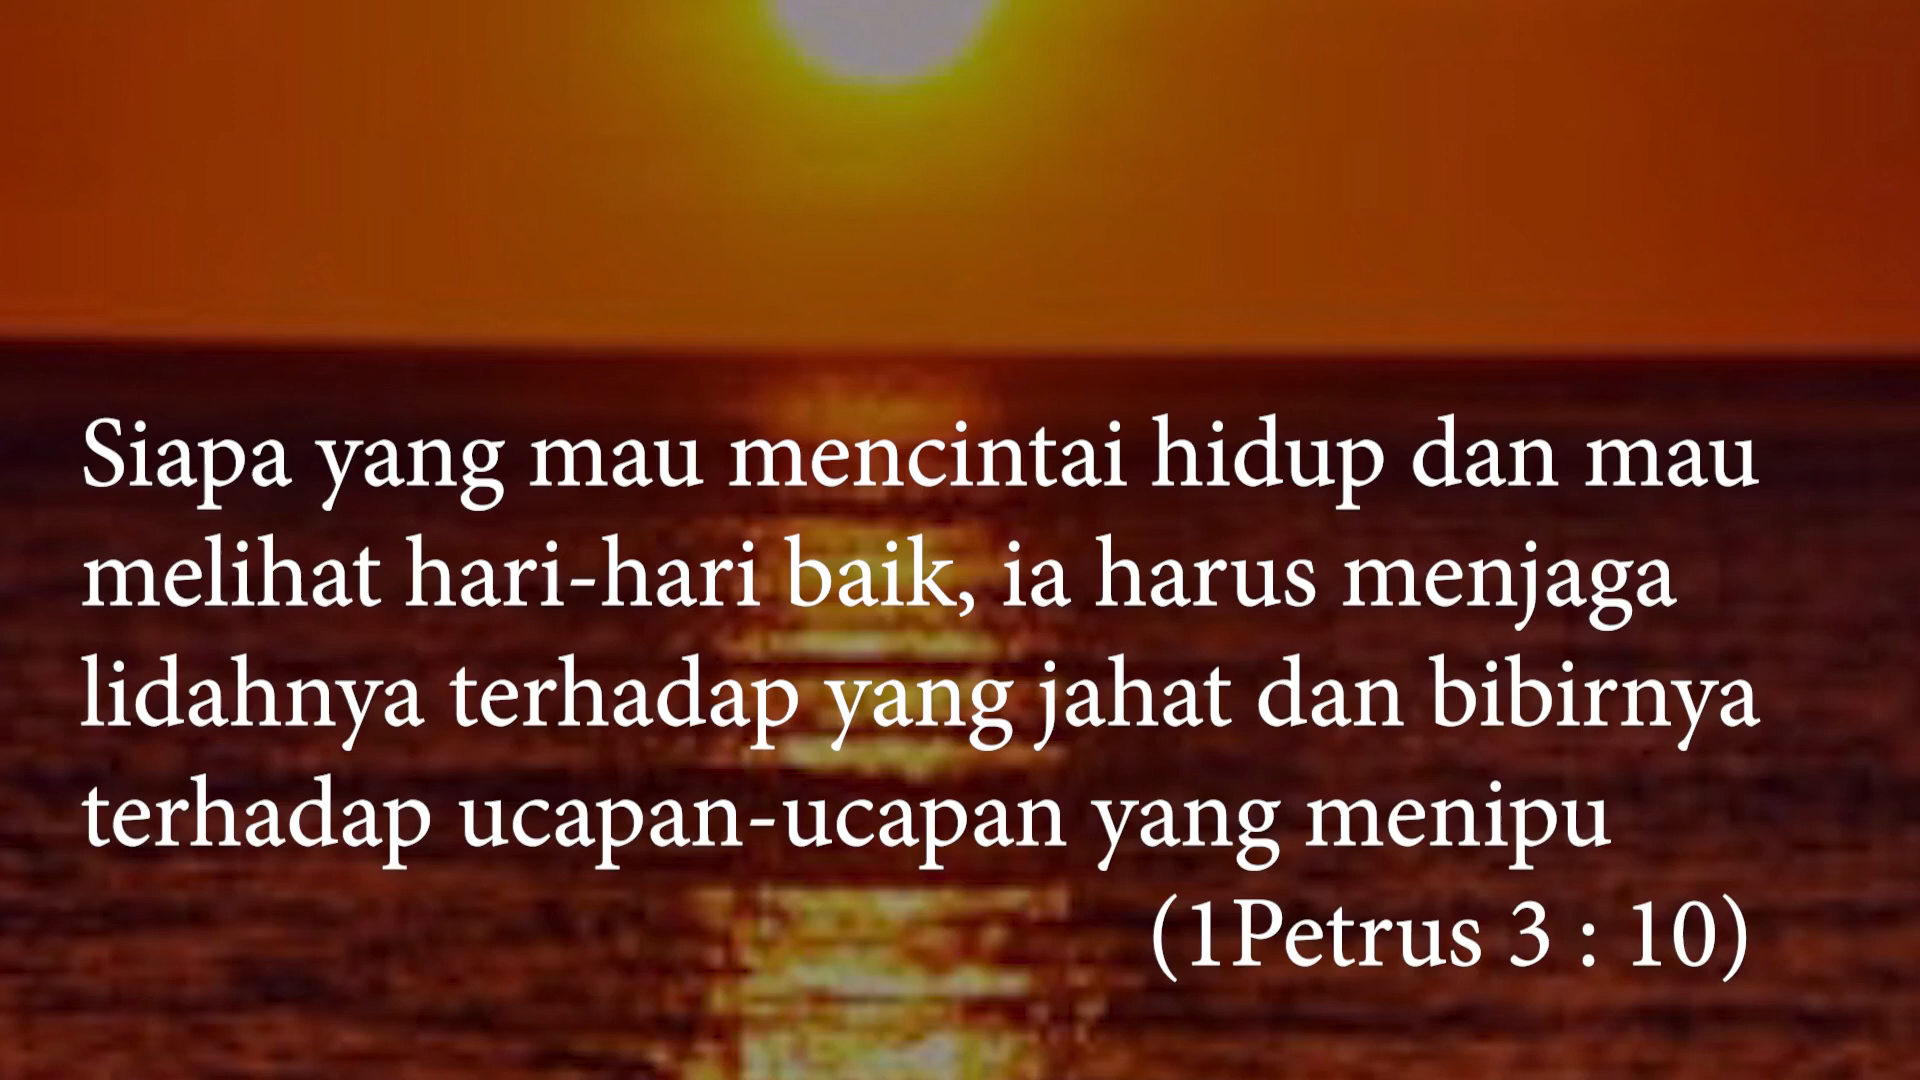 Siapa yang mau mencintai hidup dan mau
melihat hari-hari baik, ia harus menjaga
lidahnya terhadap yang jahat dan bibirnya
terhadap ucapan-ucapan yang menipu
(1Petrus 3 : 10)